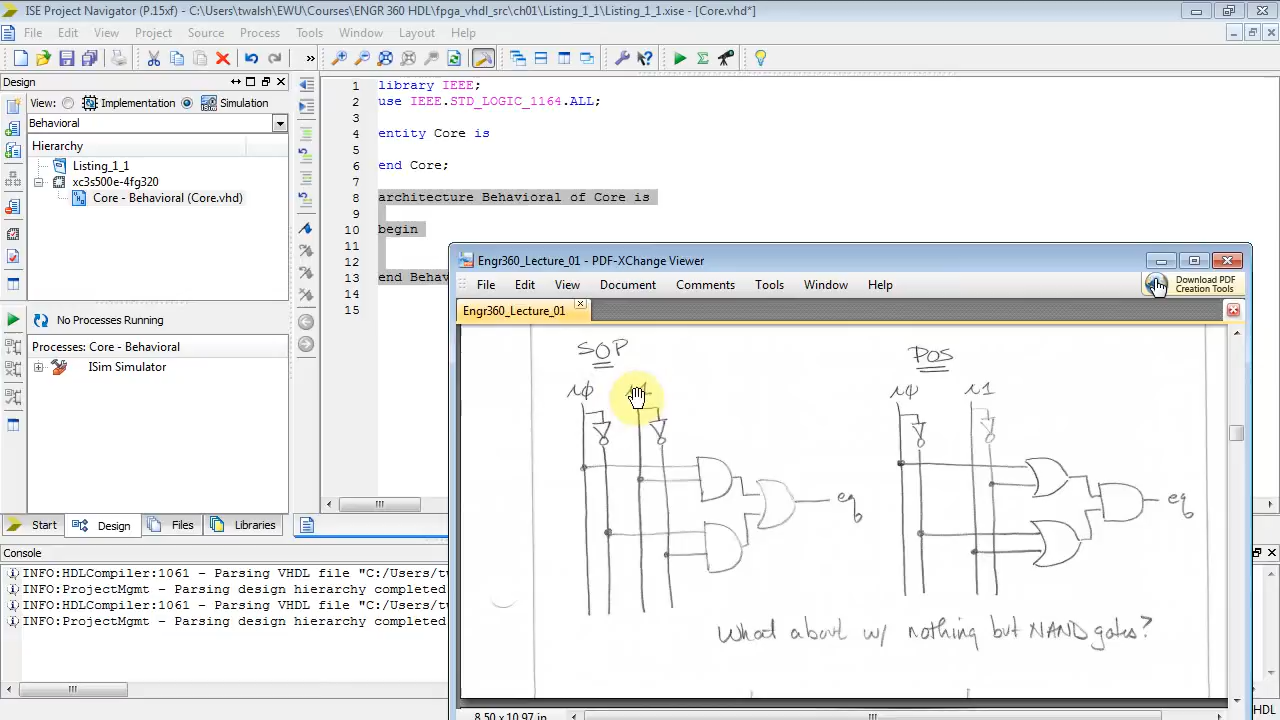 ISE Project Navigator (P.15xf) - C:\Users\twalsh\EWU\Courses\ENGR 360 HDL\fpga_vhdl_src\ch01\Listing_1_1\Listing_1_1.xise - [Core.vhd*]
File Edit View Project Source Process Tools Window Layout Help
Design
View: Implementation Simulation
Behavioral
Hierarchy
Listing_1_1
xc3s500e-4fg320
Core - Behavioral (Core.vhd)
No Processes Running
Processes: Core - Behavioral
ISim Simulator
Start Design Files Libraries
1 library IEEE;
2 use IEEE.STD_LOGIC_1164.ALL;
3
4 entity Core is
5
6 end Core;
7
8 architecture Behavioral of Core is
9
10 begin
11
12
13 end Behav
14
15
Console
INFO:HDLCompiler:1061 - Parsing VHDL file "C:/Users/tw
INFO:ProjectMgmt - Parsing design hierarchy completed
INFO:HDLCompiler:1061 - Parsing VHDL file "C:/Users/tw
INFO:ProjectMgmt - Parsing design hierarchy completed
Engr360_Lecture_01 - PDF-XChange Viewer
File Edit View Document Comments Tools Window Help
Download PDF
Creation Tools
Engr360_Lecture_01
SOP POS
i0 i0 i1
eq eq
What about w/ nothing but NAND gates?
8.50 x 10.97 in
HDL